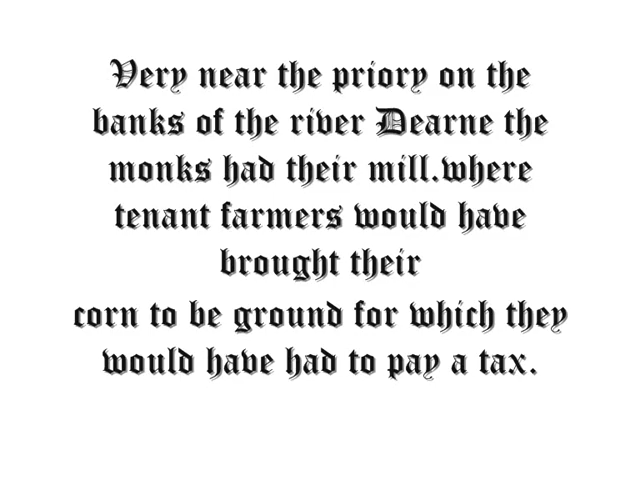 Very near the priory on the
banks of the river Dearne the
monks had their mill.where
tenant farmers would have
brought their
corn to be ground for which they
would have had to pay a tax.